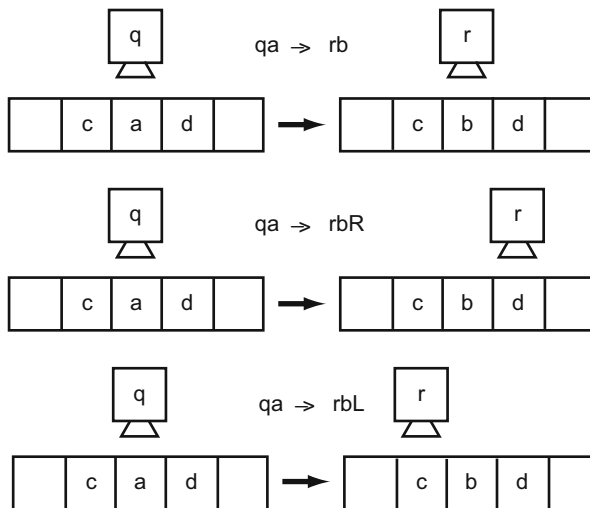 q qa → rb r
c a d c b d
q qa → rbR r
c a d c b d
q qa → rbL r
c a d c b d